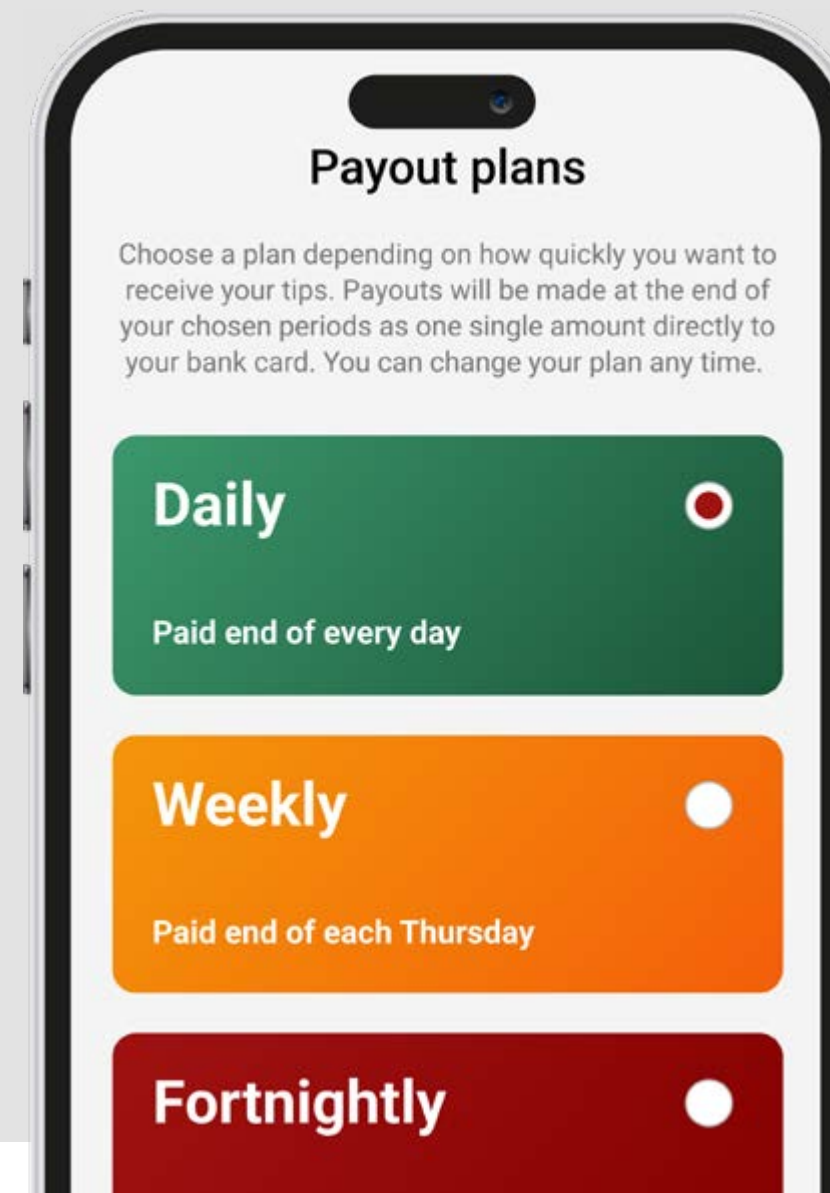 Payout plans
Choose a plan depending on how quickly you want to
receive your tips. Payouts will be made at the end of
your chosen periods as one single amount directly to
your bank card. You can change your plan any time.
Daily
Paid end of every day
Weekly
Paid end of each Thursday
Fortnightly